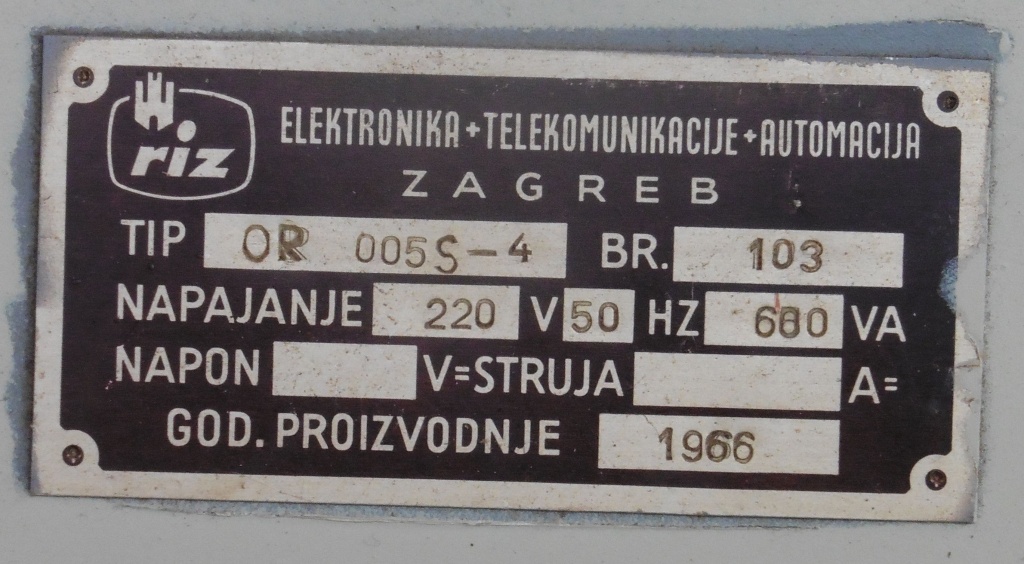 riz
ELEKTRONIKA+TELEKOMUNIKACIJE+AUTOMACIJA
ZAGREB
TIP OR 005S-4 BR. 103
NAPAJANJE 220 V 50 HZ VA
NAPON V=STRUJA A=
GOD. PROIZVODNJE 1966